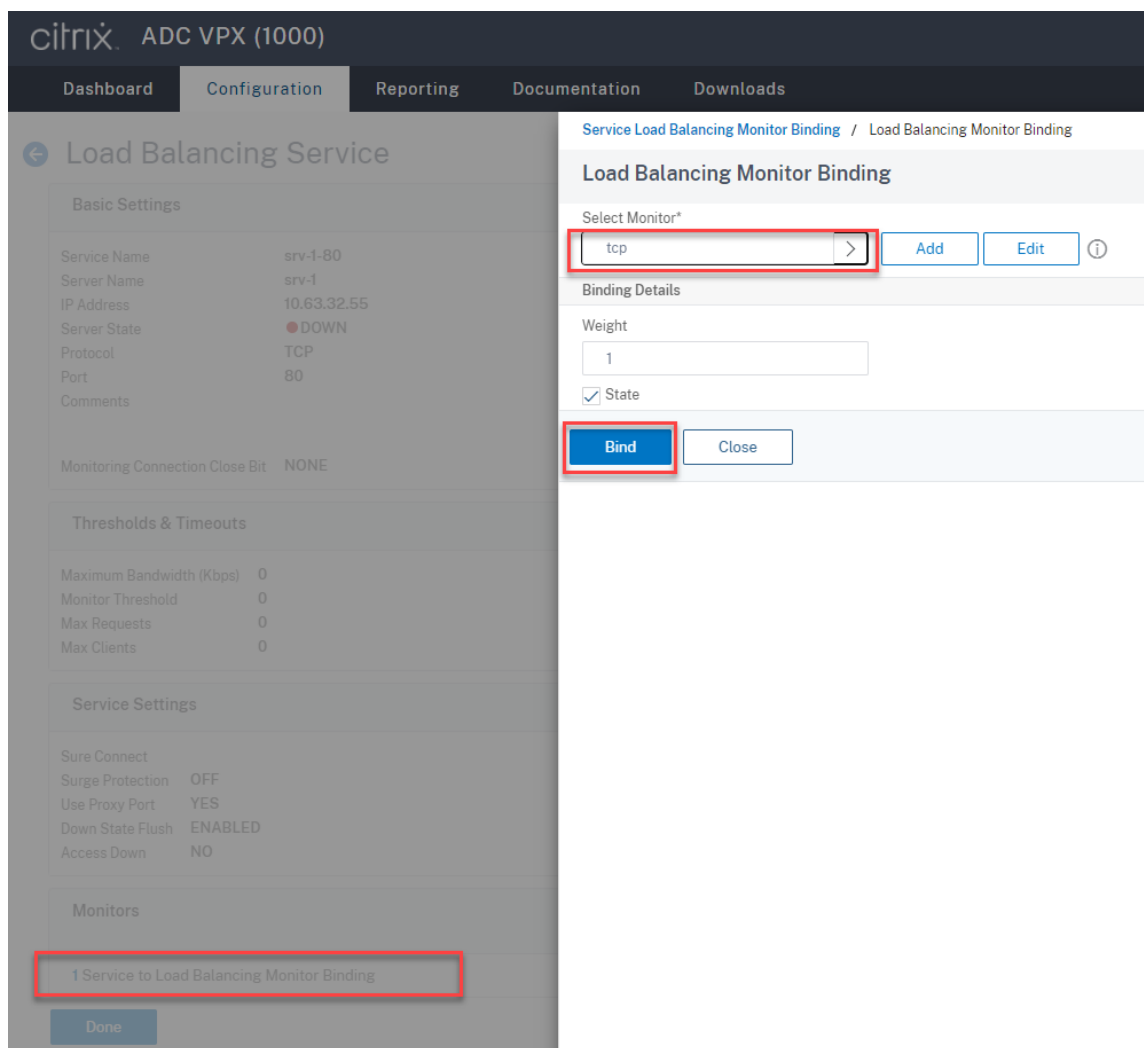 citrix. ADC VPX (1000)
Dashboard Configuration Reporting Documentation Downloads
Load Balancing Service
Basic Settings
Service Name srv-1-80
Server Name srv-1
IP Address 10.63.32.55
Server State DOWN
Protocol TCP
Port 80
Comments
Monitoring Connection Close Bit NONE
Thresholds & Timeouts
Maximum Bandwidth (Kbps) 0
Monitor Threshold 0
Max Requests 0
Max Clients 0
Service Settings
Sure Connect
Surge Protection OFF
Use Proxy Port YES
Down State Flush ENABLED
Access Down NO
Monitors
1 Service to Load Balancing Monitor Binding
Done
Service Load Balancing Monitor Binding / Load Balancing Monitor Binding
Load Balancing Monitor Binding
Select Monitor*
tcp > Add Edit
Binding Details
Weight
1
State
Bind Close